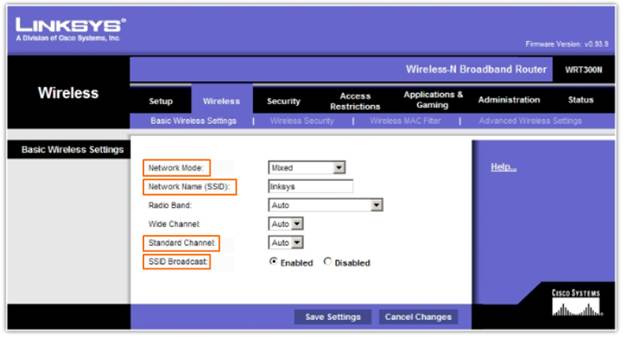 LINKSYS®
A Division of Cisco Systems, Inc.
Firmware Version: v0.93.9
Wireless-N Broadband Router WRT300N
Wireless
Setup Wireless Security Access Restrictions Applications & Gaming Administration Status
Basic Wireless Settings | Wireless Security | Wireless MAC Filter | Advanced Wireless Settings
Basic Wireless Settings
Help...
Network Mode: Mixed
Network Name (SSID): linksys
Radio Band: Auto
Wide Channel: Auto
Standard Channel: Auto
SSID Broadcast: Enabled Disabled
CISCO SYSTEMS
Save Settings Cancel Changes